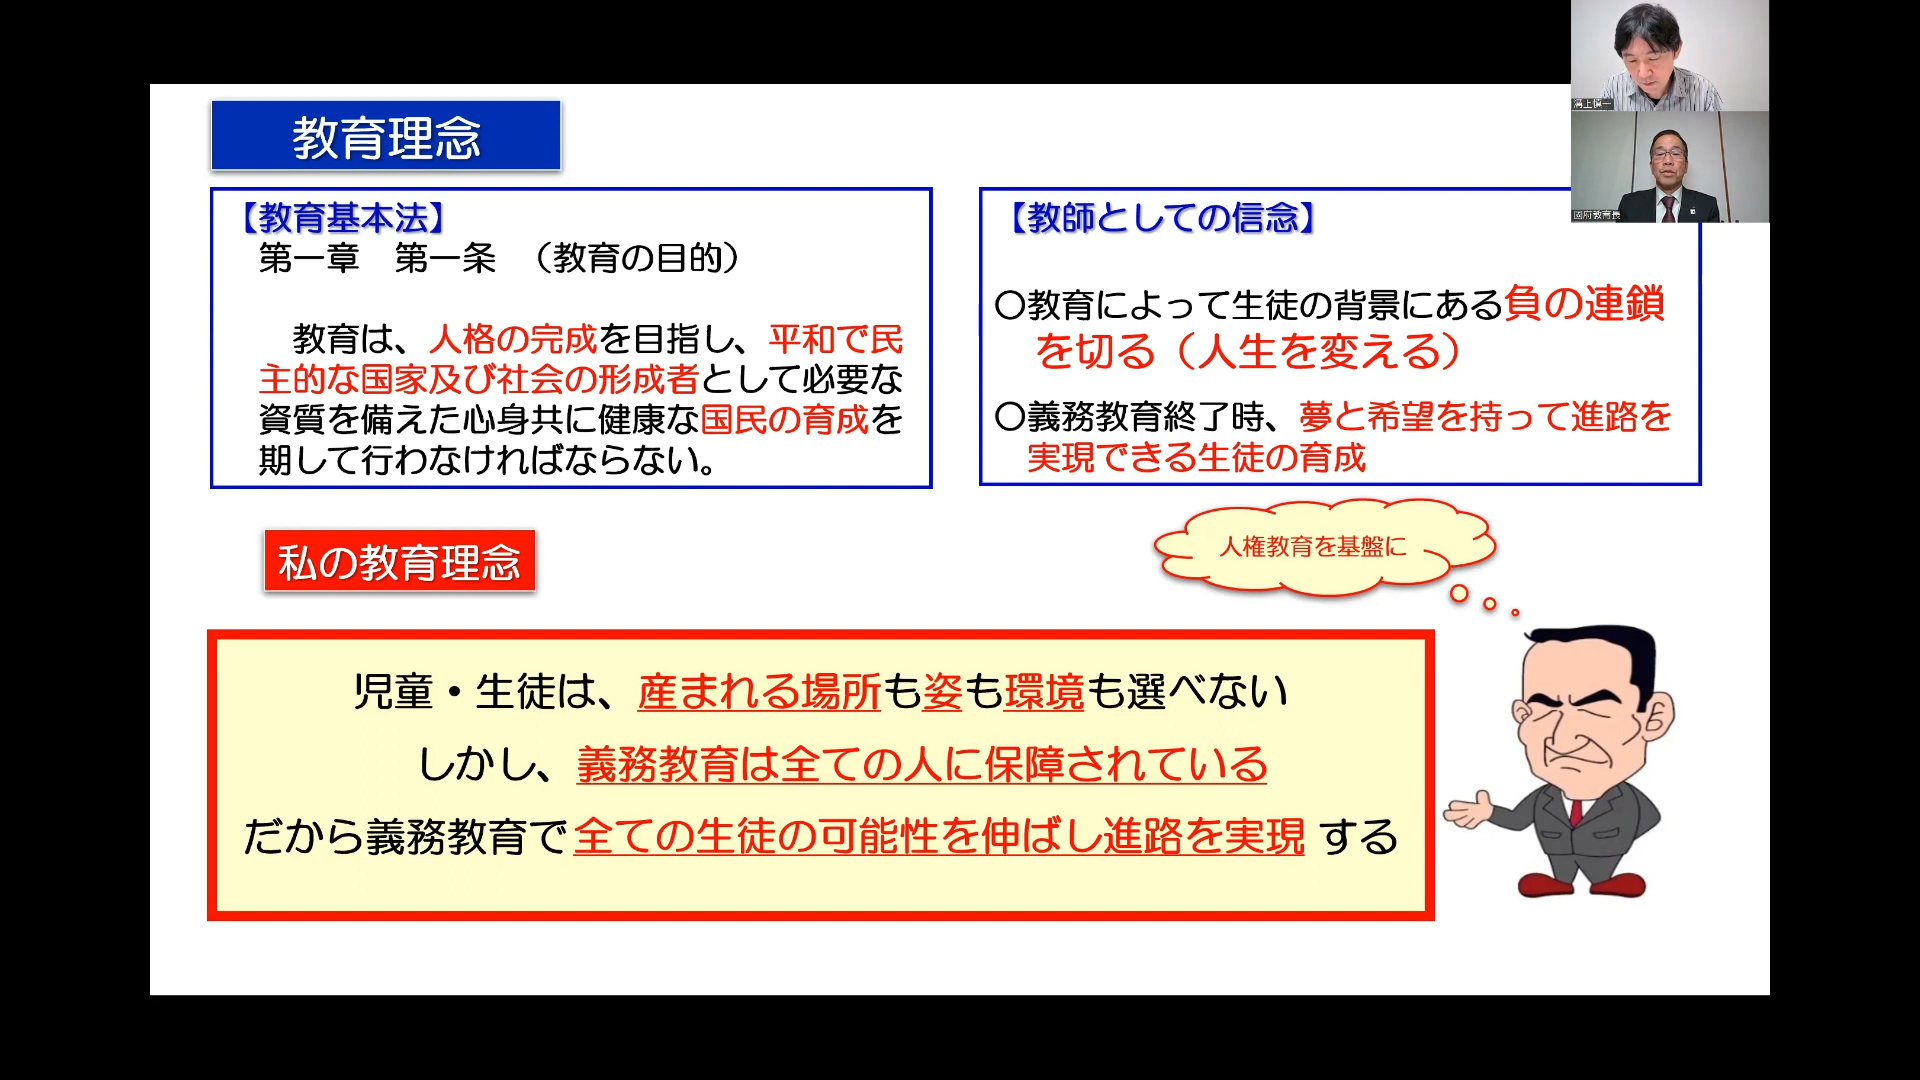 教育理念
【教育基本法】
第一章　第一条　（教育の目的）
教育は、人格の完成を目指し、平和で民
主的な国家及び社会の形成者として必要な
資質を備えた心身共に健康な国民の育成を
期して行わなければならない。
【教師としての信念】
〇教育によって生徒の背景にある負の連鎖
を切る（人生を変える）
〇義務教育終了時、夢と希望を持って進路を
実現できる生徒の育成
人権教育を基盤に
私の教育理念
児童・生徒は、産まれる場所も姿も環境も選べない
しかし、義務教育は全ての人に保障されている
だから義務教育で全ての生徒の可能性を伸ばし進路を実現 する
溝上慎一
國府教育長